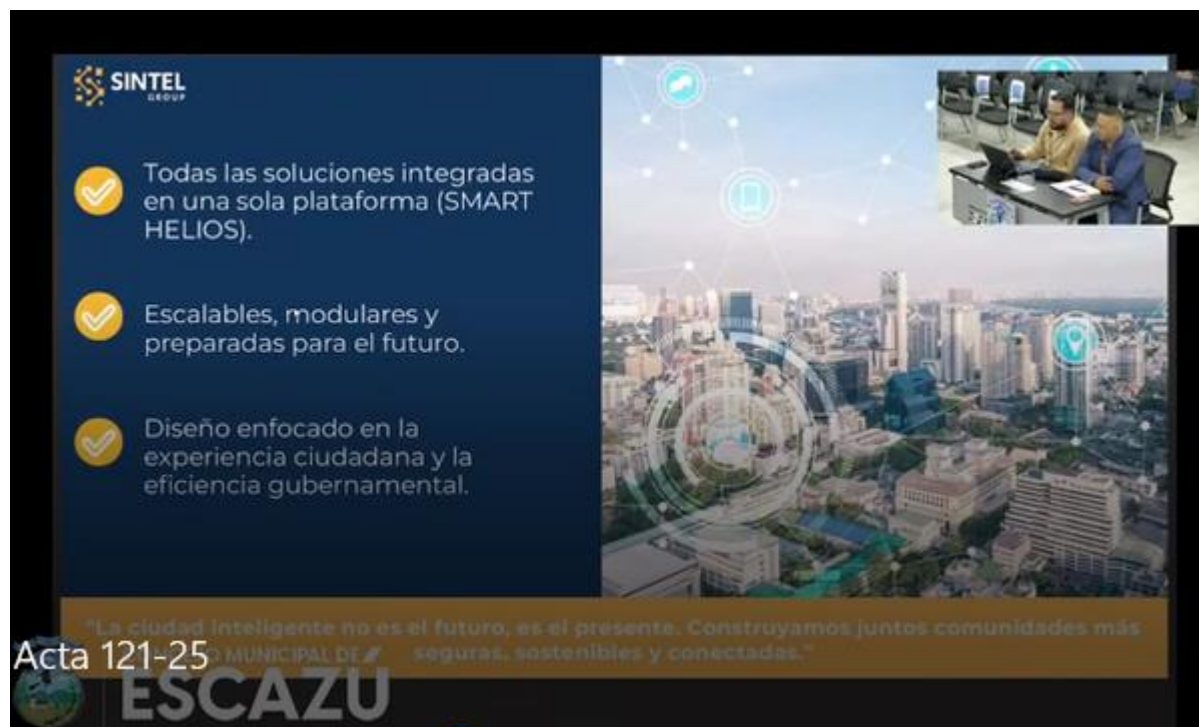 SINTEL
GROUP
Todas las soluciones integradas
en una sola plataforma (SMART
HELIOS).
Escalables, modulares y
preparadas para el futuro.
Diseño enfocado en la
experiencia ciudadana y la
eficiencia gubernamental.
"La ciudad inteligente no es el futuro, es el presente. Construyamos juntos comunidades más
seguras, sostenibles y conectadas."
Acta 121-25
MUNICIPAL DE
ESCAZU